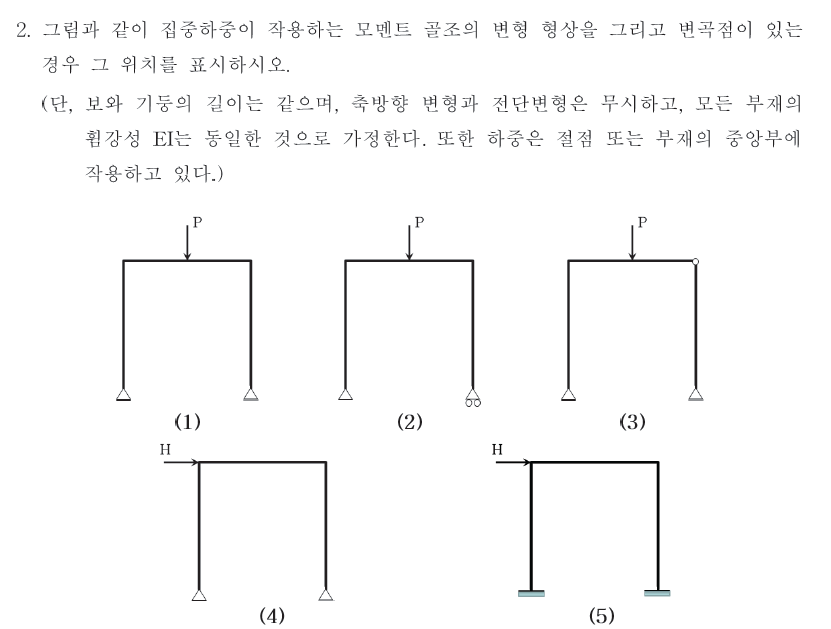 2. 그림과 같이 집중하중이 작용하는 모멘트 골조의 변형 형상을 그리고 변곡점이 있는
경우 그 위치를 표시하시오.
(단, 보와 기둥의 길이는 같으며, 축방향 변형과 전단변형은 무시하고, 모든 부재의
휨강성 EI는 동일한 것으로 가정한다. 또한 하중은 절점 또는 부재의 중앙부에
작용하고 있다.)
P
P
P
(1)
(2)
(3)
H
H
(4)
(5)